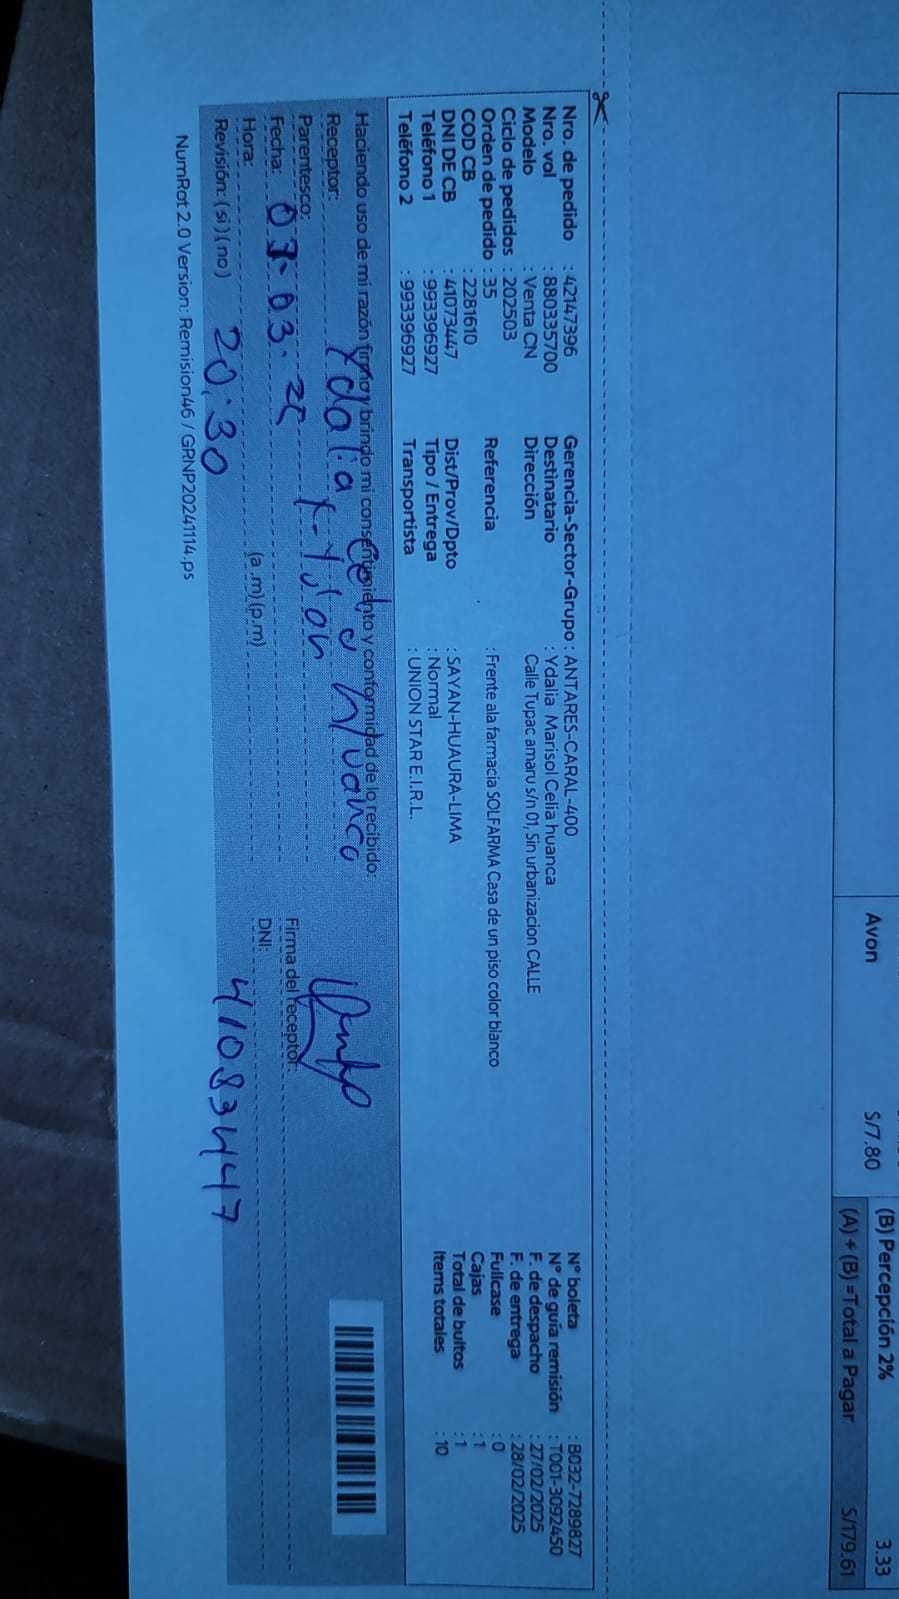 Avon S/7.80
(B) Percepción 2% 3.33
(A) + (B) =Total a Pagar S/179.61
Nro. de pedido : 42147396 Gerencia-Sector-Grupo : ANTARES-CARAL-400 N° boleta : B032-7289827
Nro. vol : 880335700 Destinatario : Ydalia Marisol Celia huanca N° de guía remisión : T001-3092450
Modelo : Venta CN Dirección Calle Tupac amaru s/n 01, Sin urbanizacion CALLE F. de despacho : 27/02/2025
Ciclo de pedidos : 202503 F. de entrega : 28/02/2025
Orden de pedido : 35 Referencia : Frente ala farmacia SOLFARMA Casa de un piso color blanco Fullcase : 0
COD CB : 2281610 Cajas : 1
DNI DE CB : 41073447 Dist/Prov/Dpto : SAYAN-HUAURA-LIMA Total de bultos : 1
Teléfono 1 : 993396927 Tipo / Entrega : Normal Items totales : 10
Teléfono 2 : 993396927 Transportista : UNION STAR E.I.R.L.
Haciendo uso de mi razón firmo y brindo mi consentimiento y conformidad de lo recibido:
Receptor: Ydalia Celia Huanca
Parentesco:
Firma del receptor:
Fecha: 03.03.25
Hora: 20:30 (a.m)(p.m) DNI: 41083447
Revisión: (si) (no)
NumRot 2.0 Version: Remision46 / GRNP20241114.ps